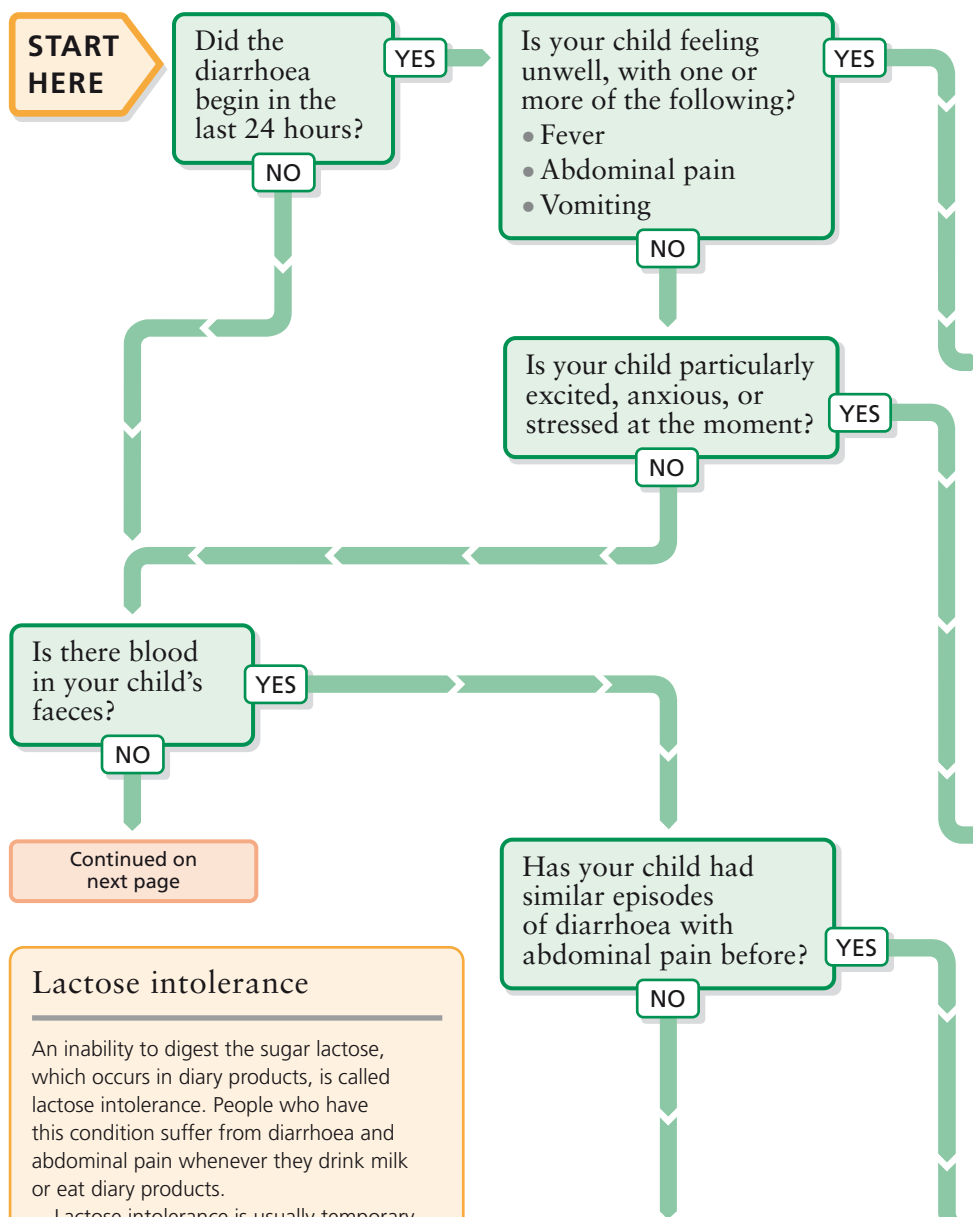 START
HERE
Did the
diarrhoea
begin in the
last 24 hours?
YES
NO
Is your child feeling
unwell, with one or
more of the following?
• Fever
• Abdominal pain
• Vomiting
YES
NO
Is your child particularly
excited, anxious, or
stressed at the moment?
YES
NO
Is there blood
in your child's
faeces?
YES
NO
Continued on
next page
Has your child had
similar episodes
of diarrhoea with
abdominal pain before?
YES
NO
Lactose intolerance
An inability to digest the sugar lactose,
which occurs in diary products, is called
lactose intolerance. People who have
this condition suffer from diarrhoea and
abdominal pain whenever they drink milk
or eat diary products.
Lactose intolerance is usually temporary